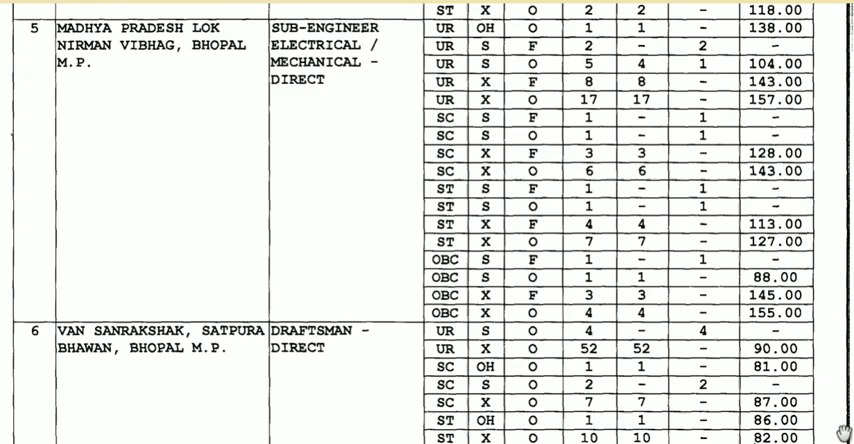 ST X O 2 2 - 118.00
5 MADHYA PRADESH LOK SUB-ENGINEER UR OH O 1 1 - 138.00
NIRMAN VIBHAG, BHOPAL ELECTRICAL / UR S F 2 - 2 -
M.P. MECHANICAL - UR S O 5 4 1 104.00
DIRECT UR X F 8 8 - 143.00
UR X O 17 17 - 157.00
SC S F 1 - 1 -
SC S O 1 - 1 -
SC X F 3 3 - 128.00
SC X O 6 6 - 143.00
ST S F 1 - 1 -
ST S O 1 - 1 -
ST X F 4 4 - 113.00
ST X O 7 7 - 127.00
OBC S F 1 - 1 -
OBC S O 1 1 - 88.00
OBC X F 3 3 - 145.00
OBC X O 4 4 - 155.00
6 VAN SANRAKSHAK, SATPURA DRAFTSMAN - UR S O 4 - 4 -
BHAWAN, BHOPAL M.P. DIRECT UR X O 52 52 - 90.00
SC OH O 1 1 - 81.00
SC S O 2 - 2 -
SC X O 7 7 - 87.00
ST OH O 1 1 - 86.00
ST X O 10 10 - 82.00